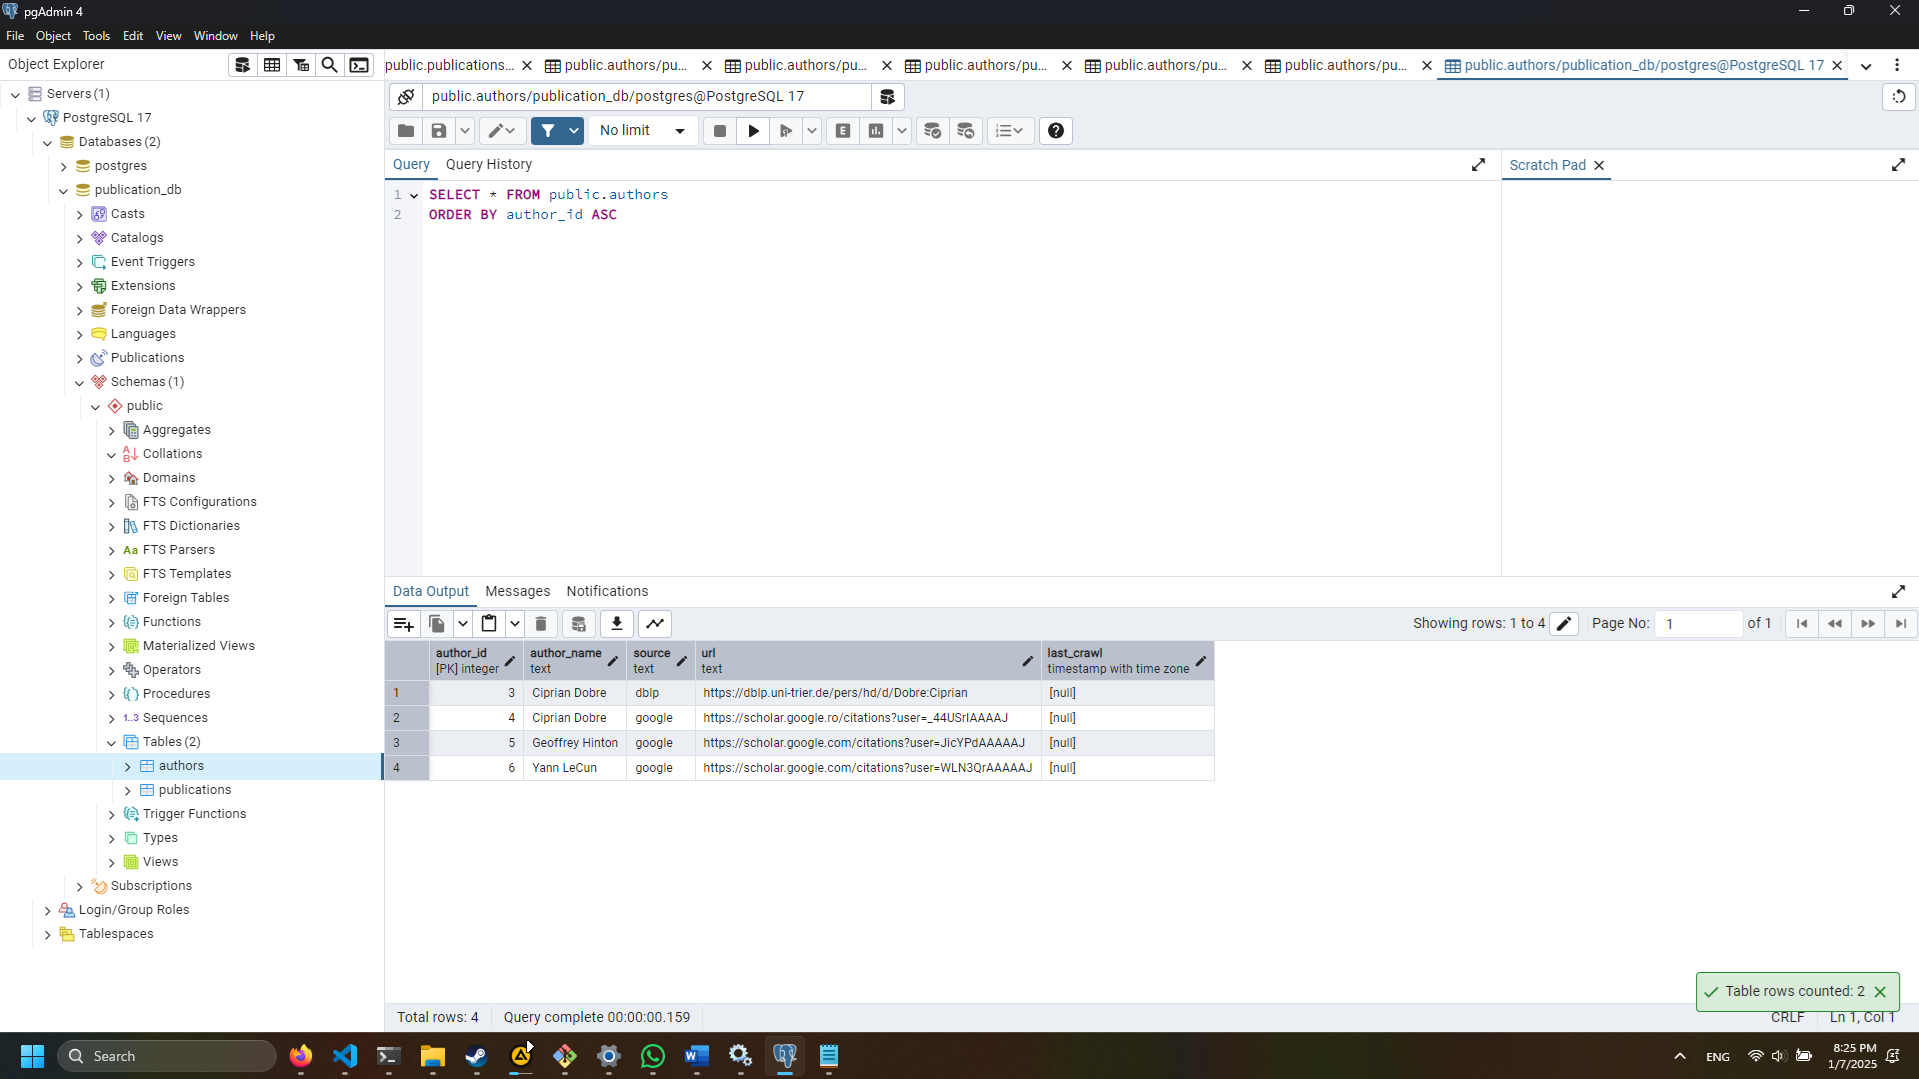 pgAdmin 4
File Object Tools Edit View Window Help
Object Explorer
public.publications... public.authors/pu... public.authors/pu... public.authors/pu... public.authors/pu... public.authors/pu... public.authors/publication_db/postgres@PostgreSQL 17
public.authors/publication_db/postgres@PostgreSQL 17
No limit
E
Query Query History
Scratch Pad
1 SELECT * FROM public.authors
2 ORDER BY author_id ASC
Servers (1)
PostgreSQL 17
Databases (2)
postgres
publication_db
Casts
Catalogs
Event Triggers
Extensions
Foreign Data Wrappers
Languages
Publications
Schemas (1)
public
Aggregates
Collations
Domains
FTS Configurations
FTS Dictionaries
Aa FTS Parsers
FTS Templates
Foreign Tables
Functions
Materialized Views
Operators
Procedures
1..3 Sequences
Tables (2)
authors
publications
Trigger Functions
Types
Views
Subscriptions
Login/Group Roles
Tablespaces
Data Output Messages Notifications
Showing rows: 1 to 4 Page No: 1 of 1
author_id author_name source url last_crawl
[PK] integer text text text timestamp with time zone
1 3 Ciprian Dobre dblp https://dblp.uni-trier.de/pers/hd/d/Dobre:Ciprian [null]
2 4 Ciprian Dobre google https://scholar.google.ro/citations?user=_44USrIAAAAJ [null]
3 5 Geoffrey Hinton google https://scholar.google.com/citations?user=JicYPdAAAAAJ [null]
4 6 Yann LeCun google https://scholar.google.com/citations?user=WLN3QrAAAAAJ [null]
Table rows counted: 2
Total rows: 4 Query complete 00:00:00.159 CRLF Ln 1, Col 1
Search
ENG
8:25 PM
1/7/2025